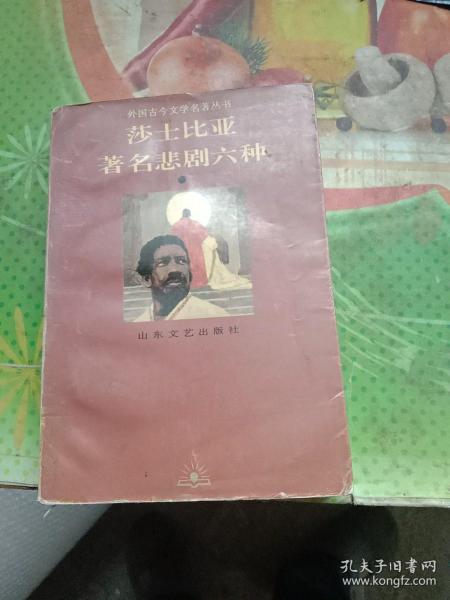 外国古今文学名著丛书
莎士比亚
著名悲剧六种
山东文艺出版社
孔夫子旧书网
www.kongfz.com